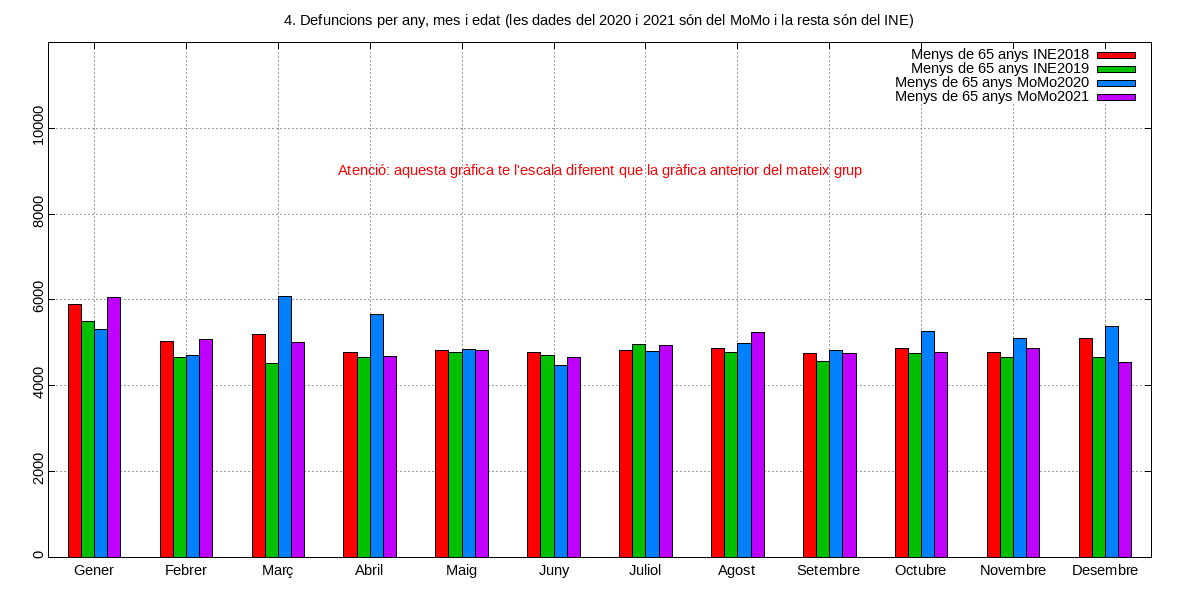 4. Defuncions per any, mes i edat (les dades del 2020 i 2021 són del MoMo i la resta són del INE)
Menys de 65 anys INE2018
Menys de 65 anys INE2019
Menys de 65 anys MoMo2020
Menys de 65 anys MoMo2021
Atenció: aquesta gràfica te l'escala diferent que la gràfica anterior del mateix grup
10000
8000
6000
4000
2000
0
Gener Febrer Març Abril Maig Juny Juliol Agost Setembre Octubre Novembre Desembre